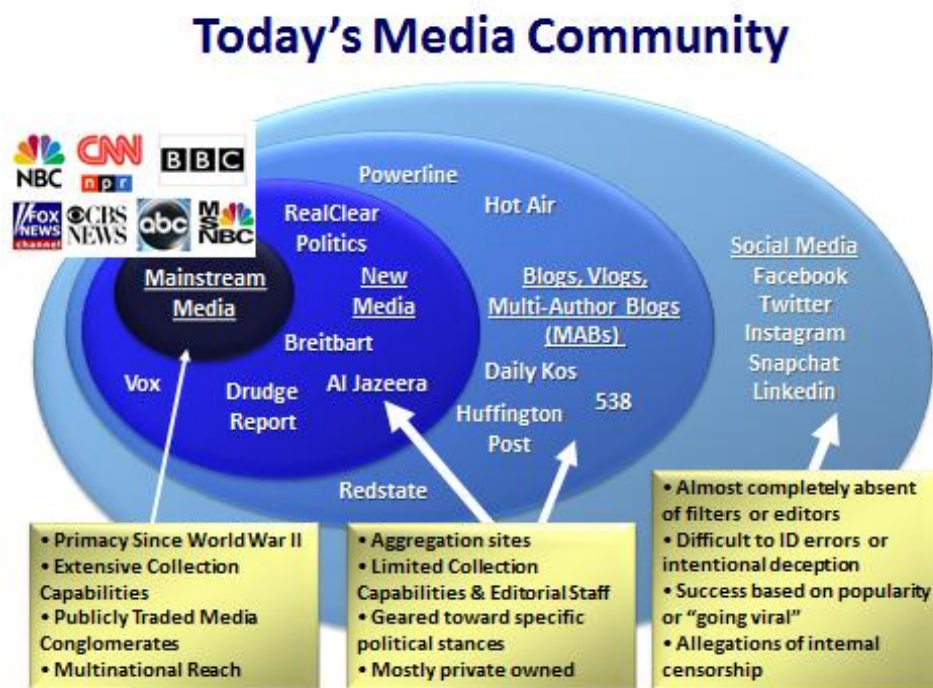 Today's Media Community
NBC
CNN
npr
BBC
FOX
NEWS
channel
CBS
NEWS
abc
MS
NBC
Mainstream
Media
RealClear
Politics
New
Media
Breitbart
Vox
Drudge
Report
Al Jazeera
Powerline
Hot Air
Blogs, Vlogs,
Multi-Author Blogs
(MABs)
Daily Kos
538
Huffington
Post
Redstate
Social Media
Facebook
Twitter
Instagram
Snapchat
Linkedin
• Primacy Since World War II
• Extensive Collection
Capabilities
• Publicly Traded Media
Conglomerates
• Multinational Reach
• Aggregation sites
• Limited Collection
Capabilities & Editorial Staff
• Geared toward specific
political stances
• Mostly private owned
• Almost completely absent
of filters or editors
• Difficult to ID errors or
intentional deception
• Success based on popularity
or "going viral"
• Allegations of internal
censorship